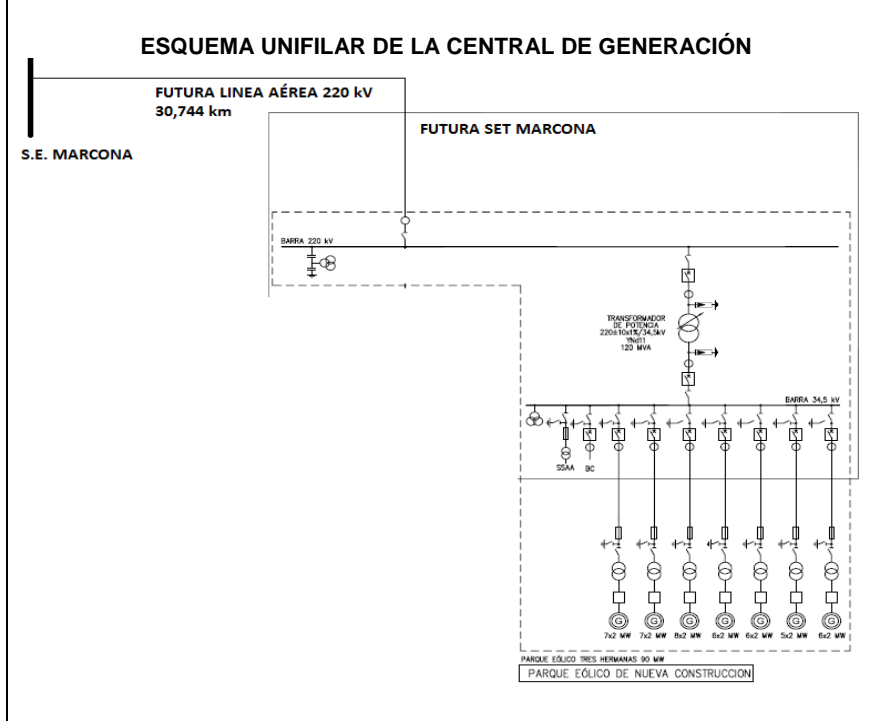 ESQUEMA UNIFILAR DE LA CENTRAL DE GENERACIÓN
FUTURA LINEA AÉREA 220 kV
30,744 km
FUTURA SET MARCONA
S.E. MARCONA
BARRA 220 kV
TRANSFORMADOR
DE POTENCIA
220±10x1%/34,5kV
YNd11
120 MVA
BARRA 34,5 kV
SSAA BC
G G G G G G G
7x2 MW 7x2 MW 8x2 MW 6x2 MW 6x2 MW 5x2 MW 6x2 MW
PARQUE EÓLICO TRES HERMANAS 90 MW
PARQUE EÓLICO DE NUEVA CONSTRUCCION